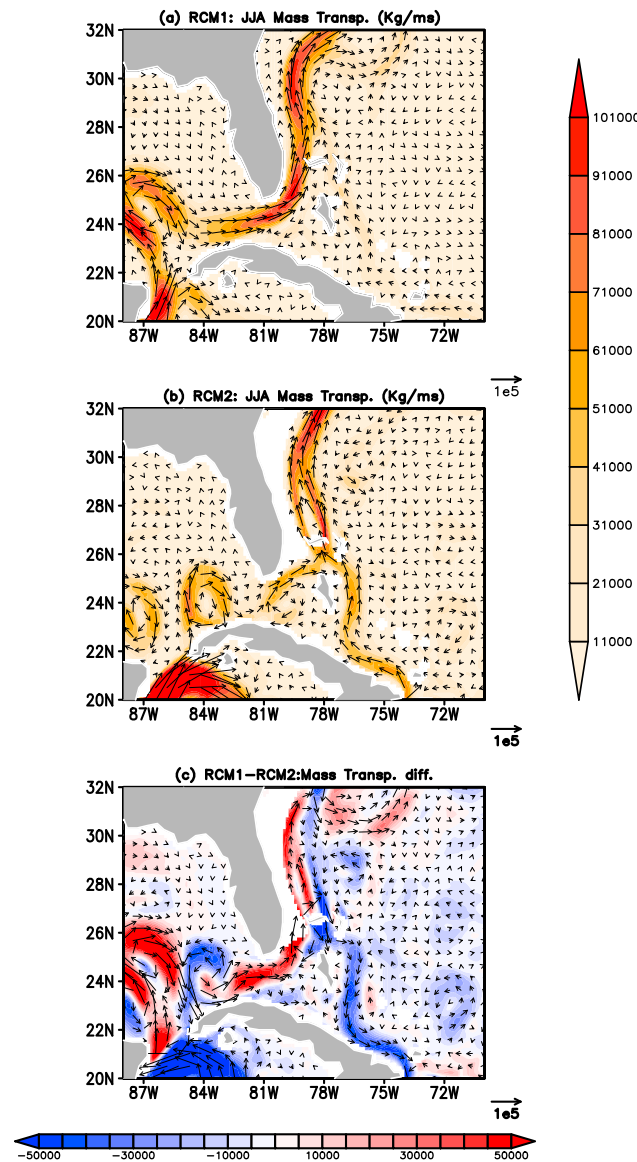 (a) RCM1: JJA Mass Transp. (Kg/ms)
32N
30N
28N
26N
24N
22N
20N
87W 84W 81W 78W 75W 72W
1e5
101000
91000
81000
71000
61000
51000
41000
31000
21000
11000
(b) RCM2: JJA Mass Transp. (Kg/ms)
32N
30N
28N
26N
24N
22N
20N
87W 84W 81W 78W 75W 72W
1e5
(c) RCM1−RCM2:Mass Transp. diff.
32N
30N
28N
26N
24N
22N
20N
87W 84W 81W 78W 75W 72W
1e5
−50000 −30000 −10000 10000 30000 50000